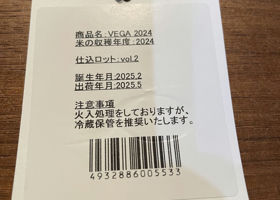 商品名:VEGA 2024
米の収穫年度:2024
仕込ロット:vol.2
誕生年月:2025.2
出荷年月:2025.5
注意事項
火入処理をしておりますが、
冷蔵保管を推奨いたします。
4932886005533